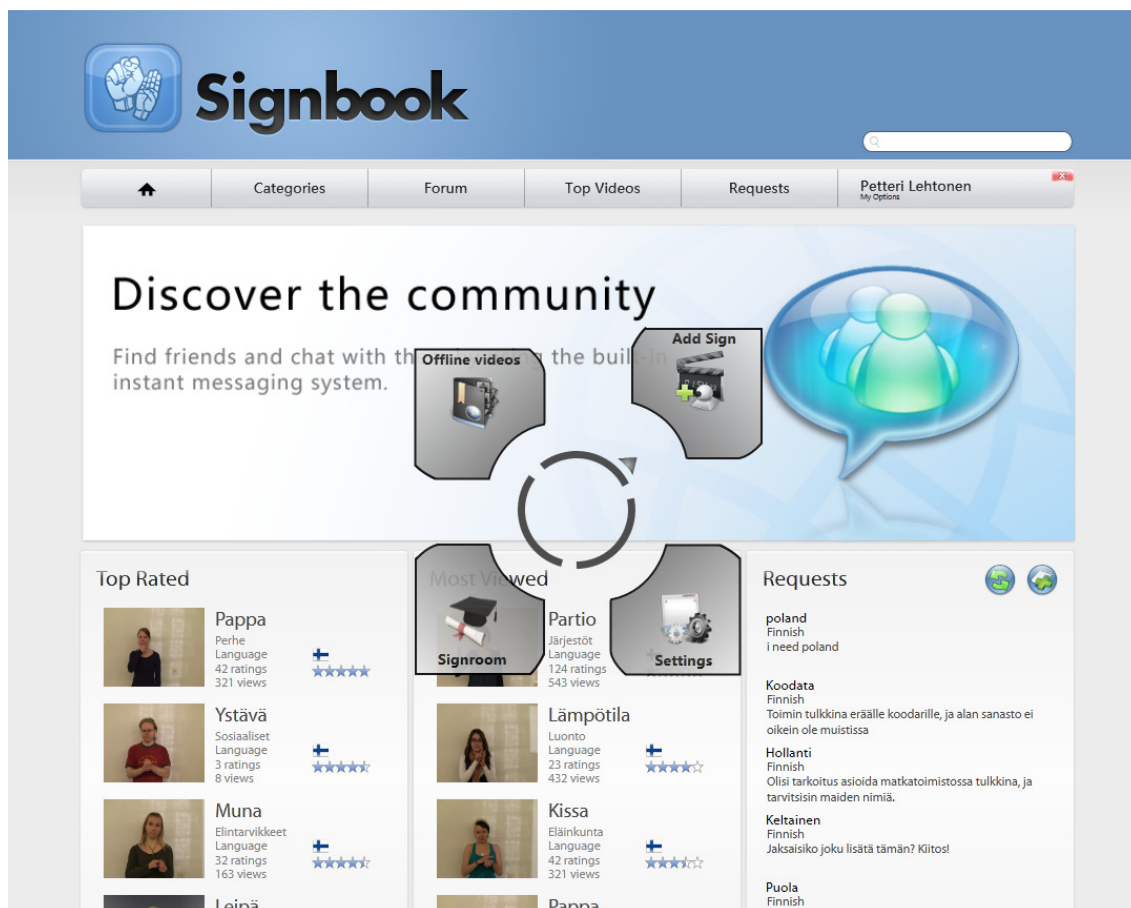 Signbook
Categories
Forum
Top Videos
Requests
Petteri Lehtonen
My Options
Discover the community
Find friends and chat with th the built-in
instant messaging system.
Offline videos
Add Sign
Signroom
Settings
Top Rated
Pappa
Perhe
Language
42 ratings
321 views
Ystävä
Sosiaaliset
Language
3 ratings
8 views
Muna
Elintarvikkeet
Language
32 ratings
163 views
Leipä
Most Viewed
Partio
Järjestöt
Language
124 ratings
543 views
Lämpötila
Luonto
Language
23 ratings
432 views
Kissa
Eläinkunta
Language
42 ratings
321 views
Pappa
Requests
poland
Finnish
i need poland
Koodata
Finnish
Toimin tulkkina eräälle koodarille, ja alan sanasto ei
oikein ole muistissa
Hollanti
Finnish
Olisi tarkoitus asioida matkatoimistossa tulkkina, ja
tarvitsisin maiden nimiä.
Keltainen
Finnish
Jaksaisiko joku lisätä tämän? Kiitos!
Puola
Finnish